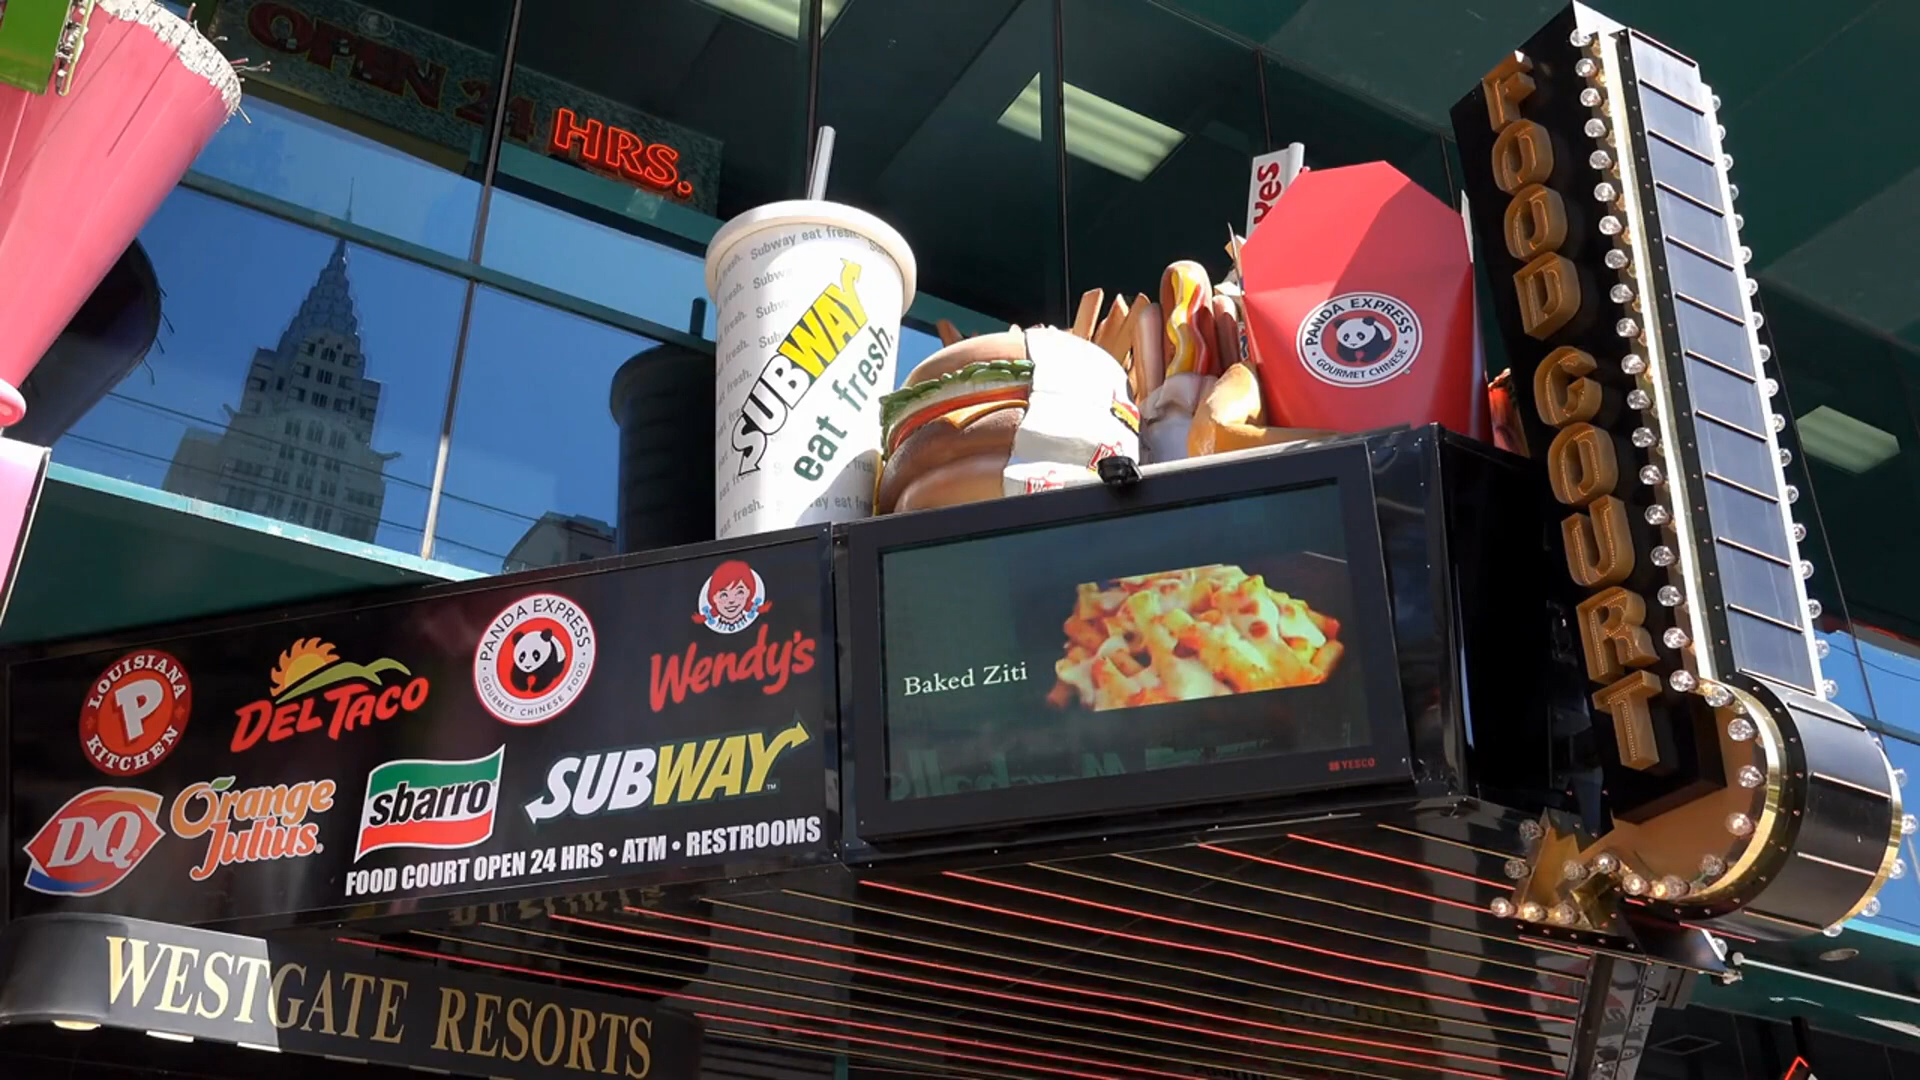 OPEN 24 HRS.
Subway eat fresh.
SUBWAY
eat fresh.
PANDA EXPRESS
GOURMET CHINESE
FOOD COURT
LOUISIANA
P
KITCHEN
DEL TACO
PANDA EXPRESS
GOURMET CHINESE FOOD
Wendy's
DQ
Orange
Julius.
sbarro
SUBWAY™
FOOD COURT OPEN 24 HRS • ATM • RESTROOMS
Baked Ziti
YESCO
WESTGATE RESORTS